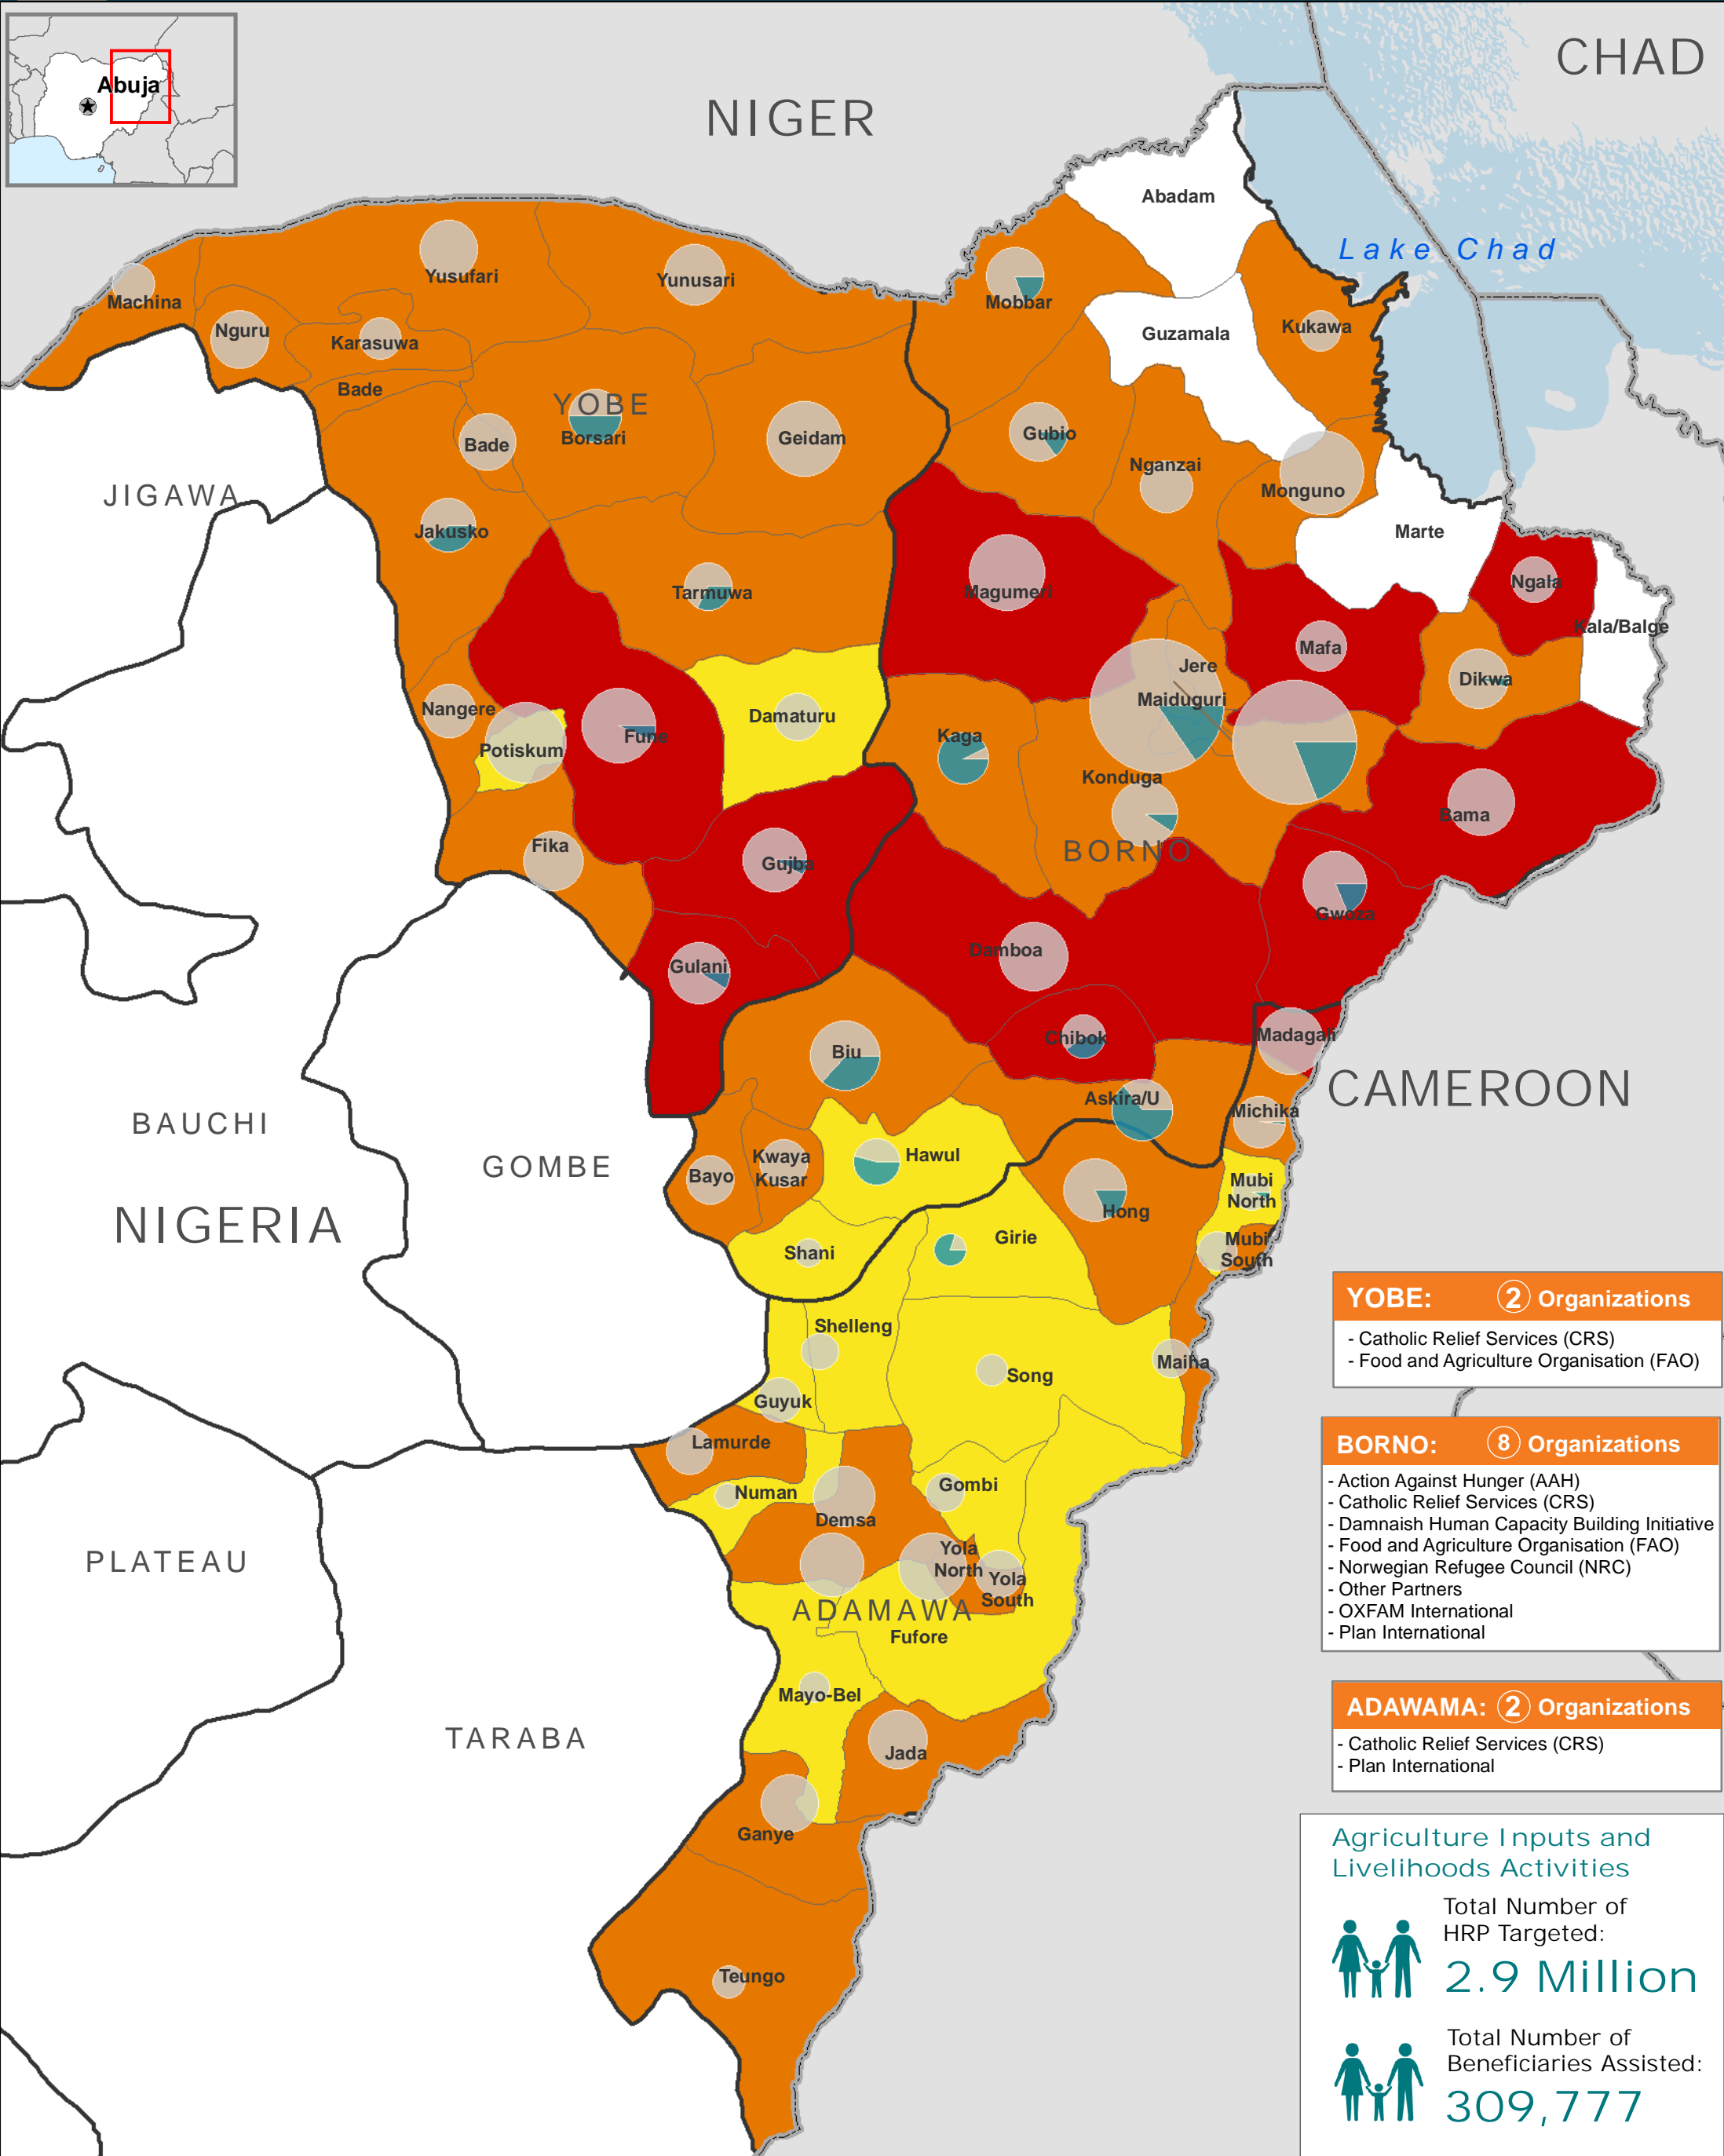 CHAD
Abuja
NIGER
Abadam
Lake Chad
Yusufari
Yunusari
Machina
Mobbar
Nguru
Karasuwa
Guzamala
Kukawa
Bade
YOBE
Borsari
Bade
Geidam
Gubio
Nganzai
Monguno
JIGAWA
Jakusko
Marte
Tarmuwa
Magumeri
Ngala
Kala/Balge
Mafa
Jere
Dikwa
Maiduguri
Nangere
Damaturu
Fune
Potiskum
Kaga
Konduga
Bama
BORNO
Fika
Gujba
Gwoza
Damboa
Gulani
Chibok
Madagali
Biu
CAMEROON
Askira/U
Michika
BAUCHI
GOMBE
Kwaya
Kusar
Hawul
Bayo
Mubi
North
NIGERIA
Hong
Girie
Mubi
South
Shani
YOBE: 2 Organizations
- Catholic Relief Services (CRS)
- Food and Agriculture Organisation (FAO)
Shelleng
Maiha
Song
Guyuk
Lamurde
BORNO: 8 Organizations
- Action Against Hunger (AAH)
- Catholic Relief Services (CRS)
- Damnaish Human Capacity Building Initiative
- Food and Agriculture Organisation (FAO)
- Norwegian Refugee Council (NRC)
- Other Partners
- OXFAM International
- Plan International
Numan
Gombi
Demsa
PLATEAU
Yola
North
Yola
South
ADAMAWA
Fufore
Mayo-Bel
ADAWAMA: 2 Organizations
- Catholic Relief Services (CRS)
- Plan International
TARABA
Jada
Ganye
Teungo
Agriculture Inputs and
Livelihoods Activities
Total Number of
HRP Targeted:
2.9 Million
Total Number of
Beneficiaries Assisted:
309,777